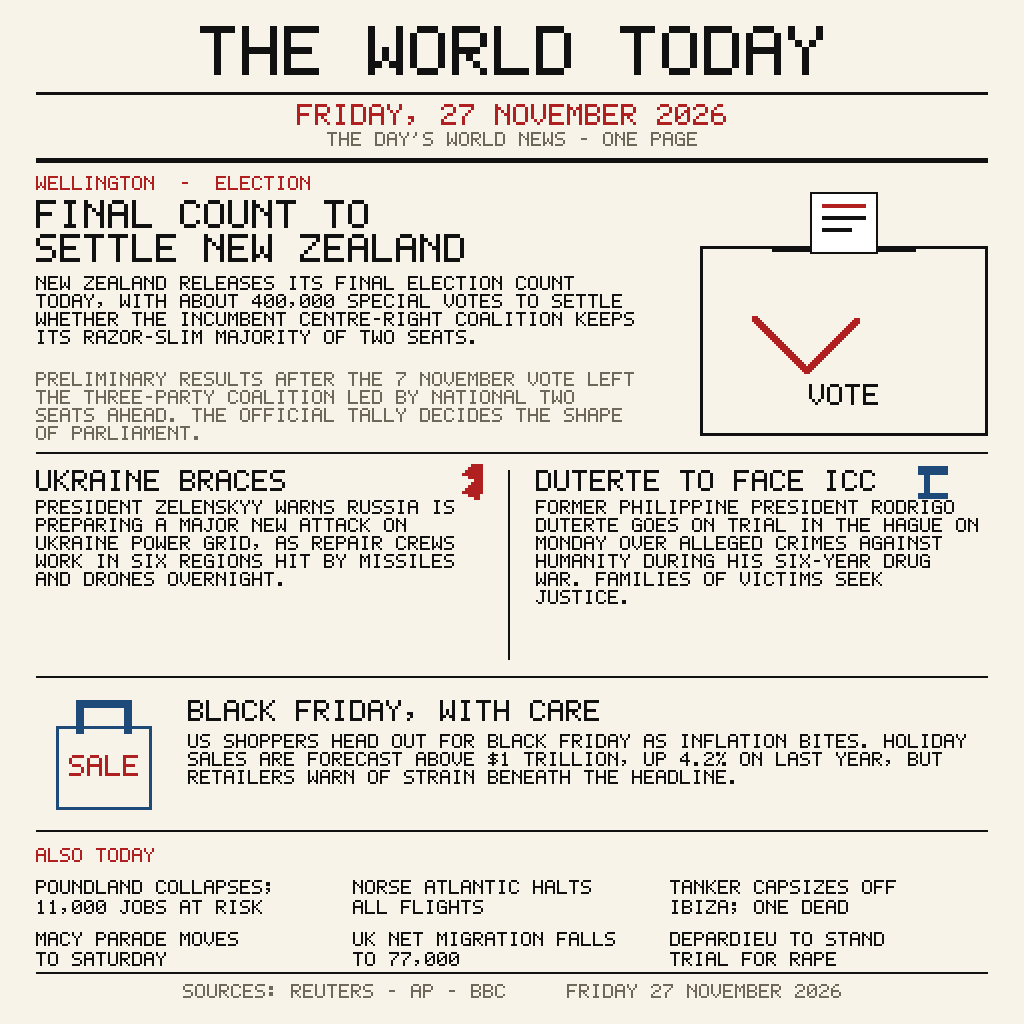 THE WORLD TODAY
FRIDAY, 27 NOVEMBER 2026
THE DAY'S WORLD NEWS - ONE PAGE
WELLINGTON - ELECTION
FINAL COUNT TO
SETTLE NEW ZEALAND
NEW ZEALAND RELEASES ITS FINAL ELECTION COUNT
TODAY, WITH ABOUT 400,000 SPECIAL VOTES TO SETTLE
WHETHER THE INCUMBENT CENTRE-RIGHT COALITION KEEPS
ITS RAZOR-SLIM MAJORITY OF TWO SEATS.
PRELIMINARY RESULTS AFTER THE 7 NOVEMBER VOTE LEFT
THE THREE-PARTY COALITION LED BY NATIONAL TWO
SEATS AHEAD. THE OFFICIAL TALLY DECIDES THE SHAPE
OF PARLIAMENT.
VOTE
UKRAINE BRACES
PRESIDENT ZELENSKYY WARNS RUSSIA IS
PREPARING A MAJOR NEW ATTACK ON
UKRAINE POWER GRID, AS REPAIR CREWS
WORK IN SIX REGIONS HIT BY MISSILES
AND DRONES OVERNIGHT.
DUTERTE TO FACE ICC
FORMER PHILIPPINE PRESIDENT RODRIGO
DUTERTE GOES ON TRIAL IN THE HAGUE ON
MONDAY OVER ALLEGED CRIMES AGAINST
HUMANITY DURING HIS SIX-YEAR DRUG
WAR. FAMILIES OF VICTIMS SEEK
JUSTICE.
SALE
BLACK FRIDAY, WITH CARE
US SHOPPERS HEAD OUT FOR BLACK FRIDAY AS INFLATION BITES. HOLIDAY
SALES ARE FORECAST ABOVE $1 TRILLION, UP 4.2% ON LAST YEAR, BUT
RETAILERS WARN OF STRAIN BENEATH THE HEADLINE.
ALSO TODAY
POUNDLAND COLLAPSES;
11,000 JOBS AT RISK
NORSE ATLANTIC HALTS
ALL FLIGHTS
TANKER CAPSIZES OFF
IBIZA; ONE DEAD
MACY PARADE MOVES
TO SATURDAY
UK NET MIGRATION FALLS
TO 77,000
DEPARDIEU TO STAND
TRIAL FOR RAPE
SOURCES: REUTERS - AP - BBC FRIDAY 27 NOVEMBER 2026